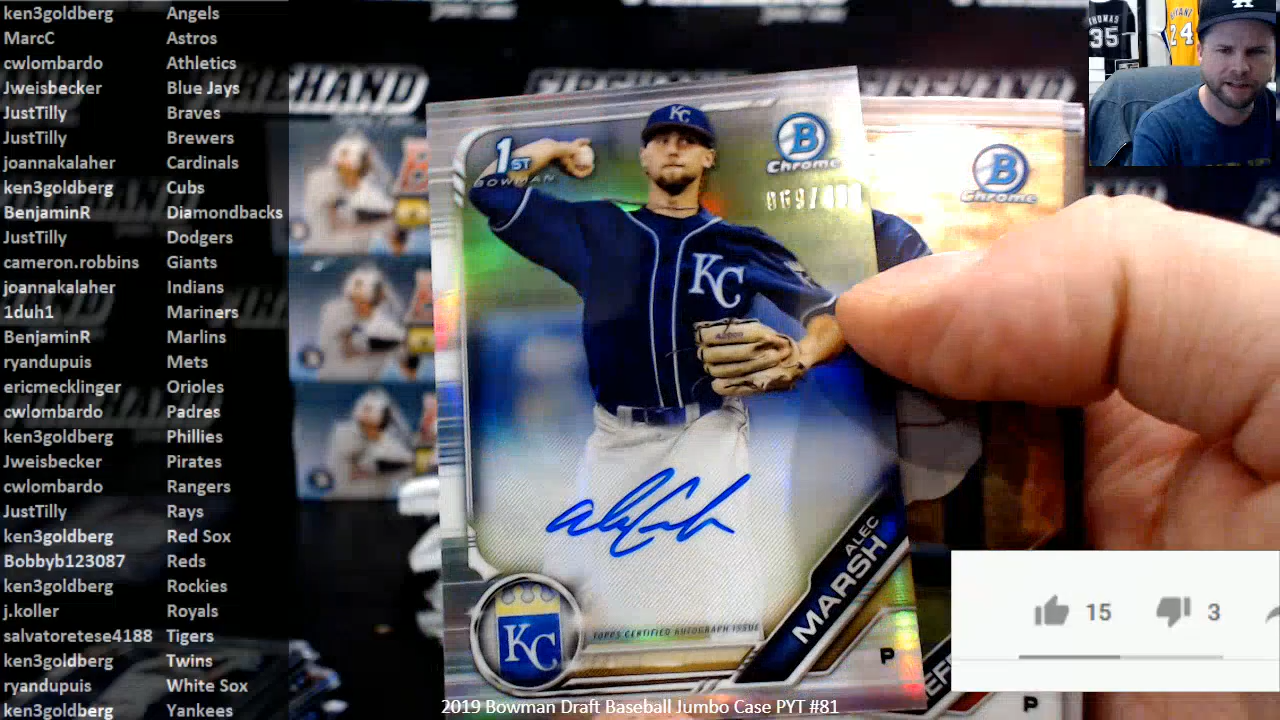 ken3goldberg Angels
MarcC Astros
cwlombardo Athletics
Jweisbecker Blue Jays
JustTilly Braves
JustTilly Brewers
joannakalaher Cardinals
ken3goldberg Cubs
BenjaminR Diamondbacks
JustTilly Dodgers
cameron.robbins Giants
joannakalaher Indians
1duh1 Mariners
BenjaminR Marlins
ryandupuis Mets
ericmecklinger Orioles
cwlombardo Padres
ken3goldberg Phillies
Jweisbecker Pirates
cwlombardo Rangers
JustTilly Rays
ken3goldberg Red Sox
Bobbyb123087 Reds
ken3goldberg Rockies
j.koller Royals
salvatoretese4188 Tigers
ken3goldberg Twins
ryandupuis White Sox
ken3goldberg Yankees
FIREHAND
1ST
BOWMAN
B
Chrome
KC
KC
ALEC
MARSH
KC
TOPPS CERTIFIED AUTOGRAPH ISSUE
P
B
Chrome
P
THOMAS
35
24
15
3
2019 Bowman Draft Baseball Jumbo Case PYT #81